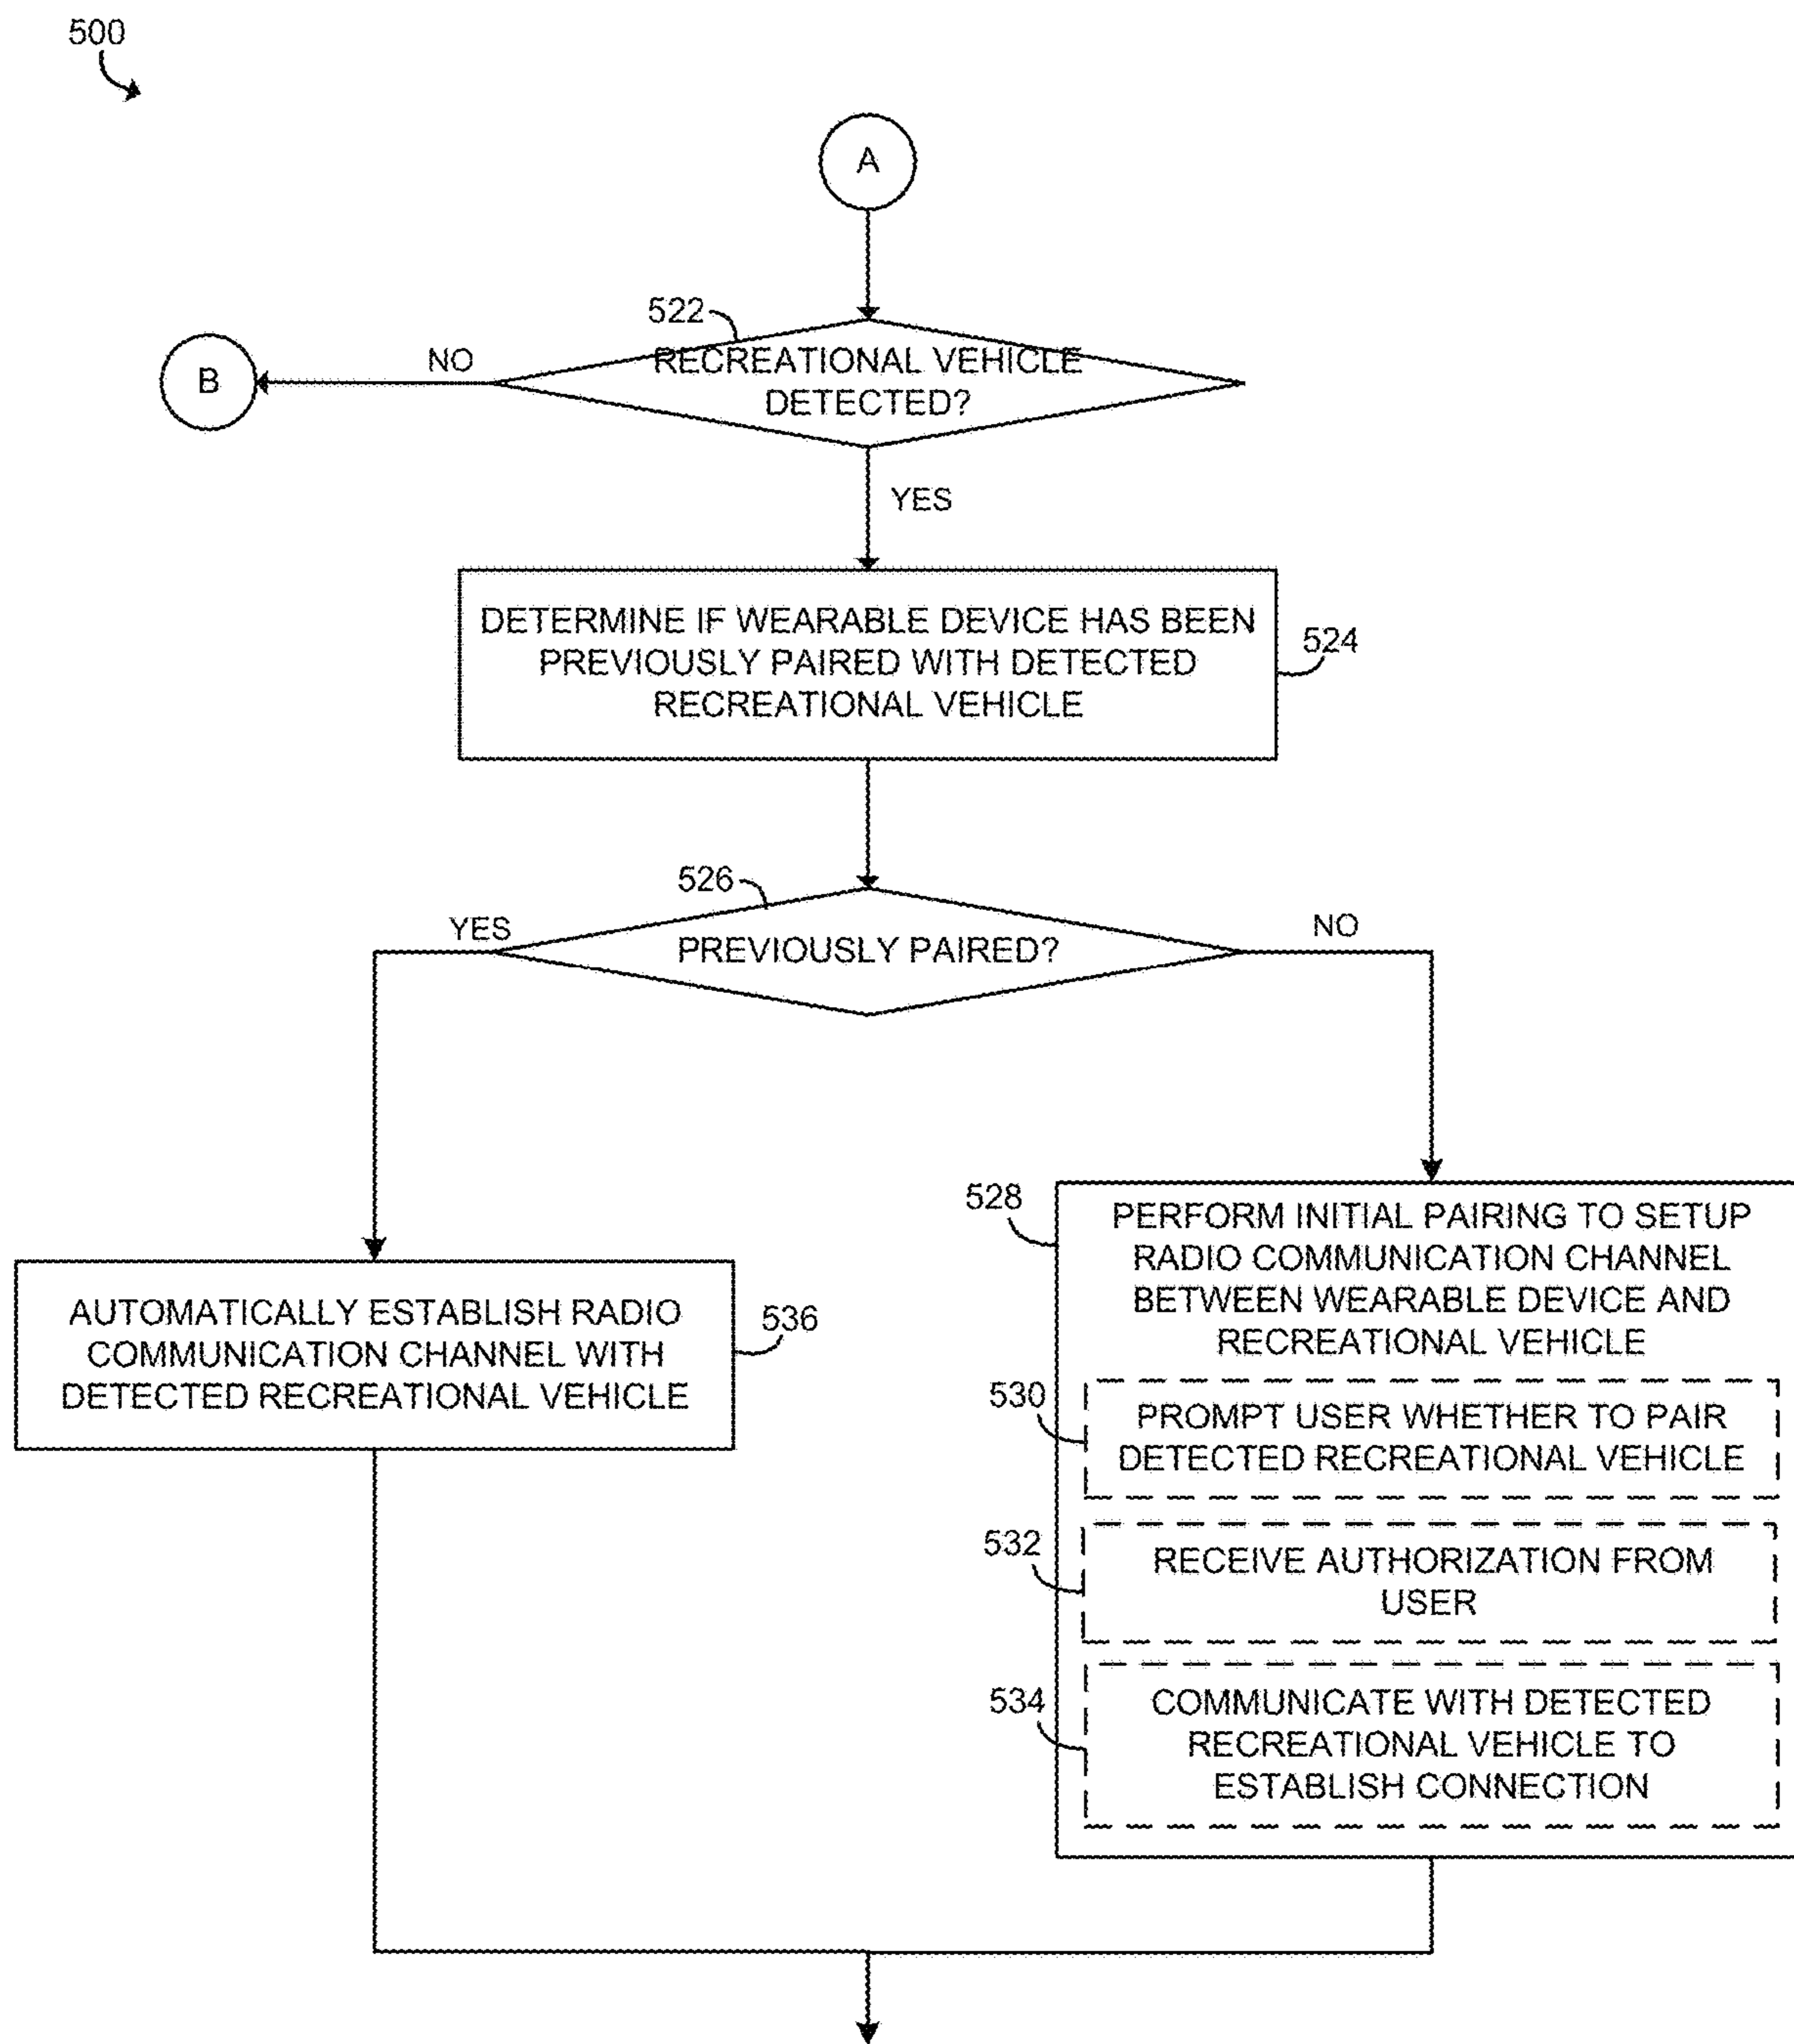 500
A
522
RECREATIONAL VEHICLE
DETECTED?
NO
B
YES
DETERMINE IF WEARABLE DEVICE HAS BEEN
PREVIOUSLY PAIRED WITH DETECTED
RECREATIONAL VEHICLE
524
526
PREVIOUSLY PAIRED?
YES
NO
AUTOMATICALLY ESTABLISH RADIO
COMMUNICATION CHANNEL WITH
DETECTED RECREATIONAL VEHICLE
536
528
PERFORM INITIAL PAIRING TO SETUP
RADIO COMMUNICATION CHANNEL
BETWEEN WEARABLE DEVICE AND
RECREATIONAL VEHICLE
530
PROMPT USER WHETHER TO PAIR
DETECTED RECREATIONAL VEHICLE
532
RECEIVE AUTHORIZATION FROM
USER
534
COMMUNICATE WITH DETECTED
RECREATIONAL VEHICLE TO
ESTABLISH CONNECTION